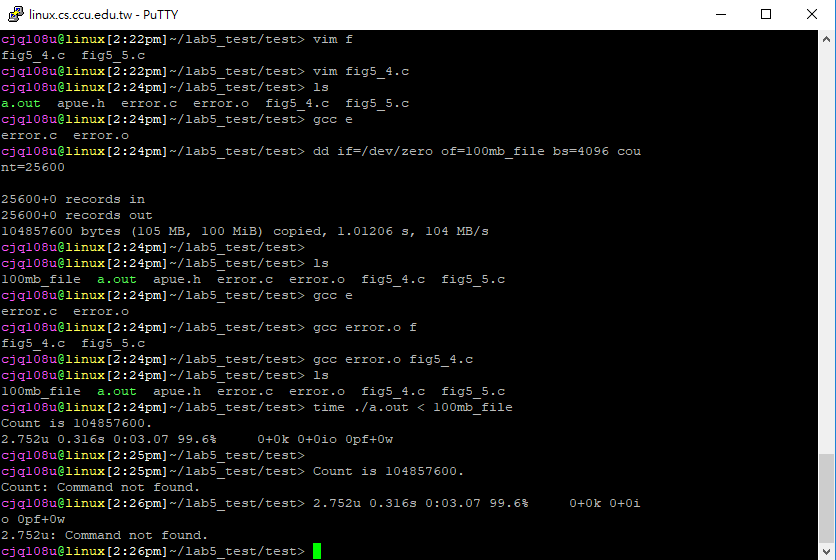 linux.cs.ccu.edu.tw - PuTTY
cjq108u@linux[2:22pm]~/lab5_test/test> vim f
fig5_4.c  fig5_5.c
cjq108u@linux[2:22pm]~/lab5_test/test> vim fig5_4.c
cjq108u@linux[2:24pm]~/lab5_test/test> ls
a.out  apue.h  error.c  error.o  fig5_4.c  fig5_5.c
cjq108u@linux[2:24pm]~/lab5_test/test> gcc e
error.c  error.o
cjq108u@linux[2:24pm]~/lab5_test/test> dd if=/dev/zero of=100mb_file bs=4096 cou
nt=25600
25600+0 records in
25600+0 records out
104857600 bytes (105 MB, 100 MiB) copied, 1.01206 s, 104 MB/s
cjq108u@linux[2:24pm]~/lab5_test/test>
cjq108u@linux[2:24pm]~/lab5_test/test> ls
100mb_file  a.out  apue.h  error.c  error.o  fig5_4.c  fig5_5.c
cjq108u@linux[2:24pm]~/lab5_test/test> gcc e
error.c  error.o
cjq108u@linux[2:24pm]~/lab5_test/test> gcc error.o f
fig5_4.c  fig5_5.c
cjq108u@linux[2:24pm]~/lab5_test/test> gcc error.o fig5_4.c
cjq108u@linux[2:24pm]~/lab5_test/test> ls
100mb_file  a.out  apue.h  error.c  error.o  fig5_4.c  fig5_5.c
cjq108u@linux[2:24pm]~/lab5_test/test> time ./a.out < 100mb_file
Count is 104857600.
2.752u 0.316s 0:03.07 99.6%     0+0k 0+0io 0pf+0w
cjq108u@linux[2:25pm]~/lab5_test/test>
cjq108u@linux[2:25pm]~/lab5_test/test> Count is 104857600.
Count: Command not found.
cjq108u@linux[2:26pm]~/lab5_test/test> 2.752u 0.316s 0:03.07 99.6%     0+0k 0+0i
o 0pf+0w
2.752u: Command not found.
cjq108u@linux[2:26pm]~/lab5_test/test>